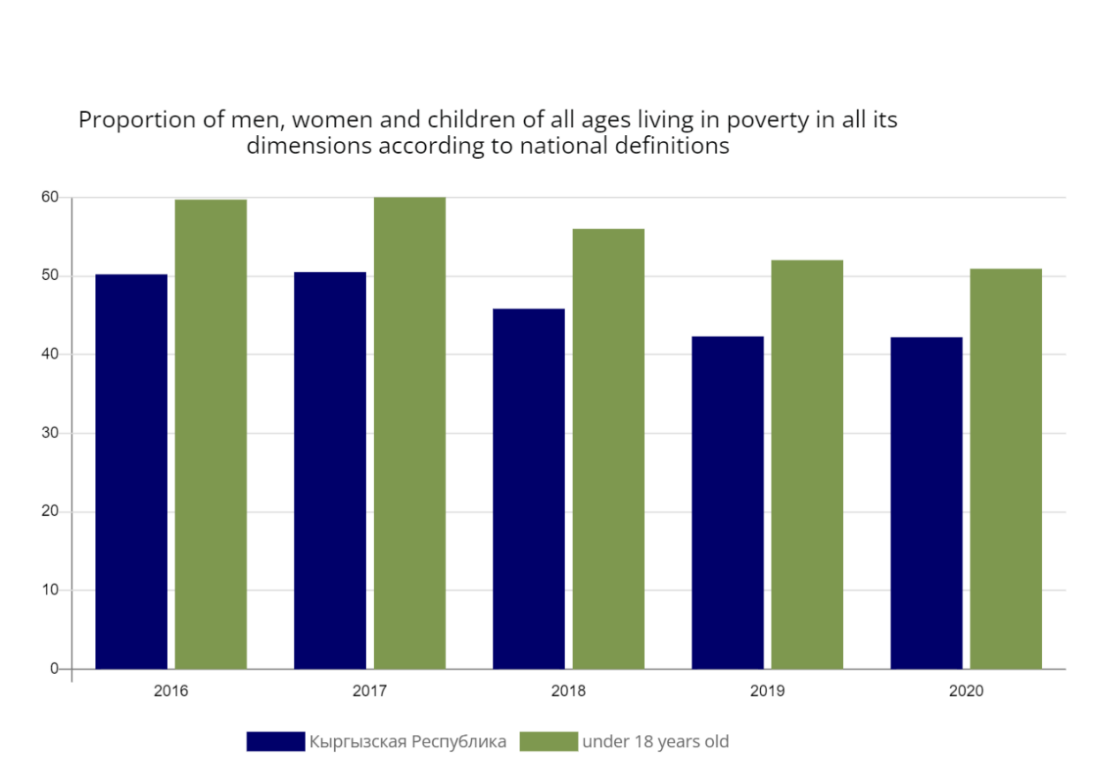 Proportion of men, women and children of all ages living in poverty in all its
dimensions according to national definitions
60
50
40
30
20
10
0
2016 2017 2018 2019 2020
Кыргызская Республика under 18 years old